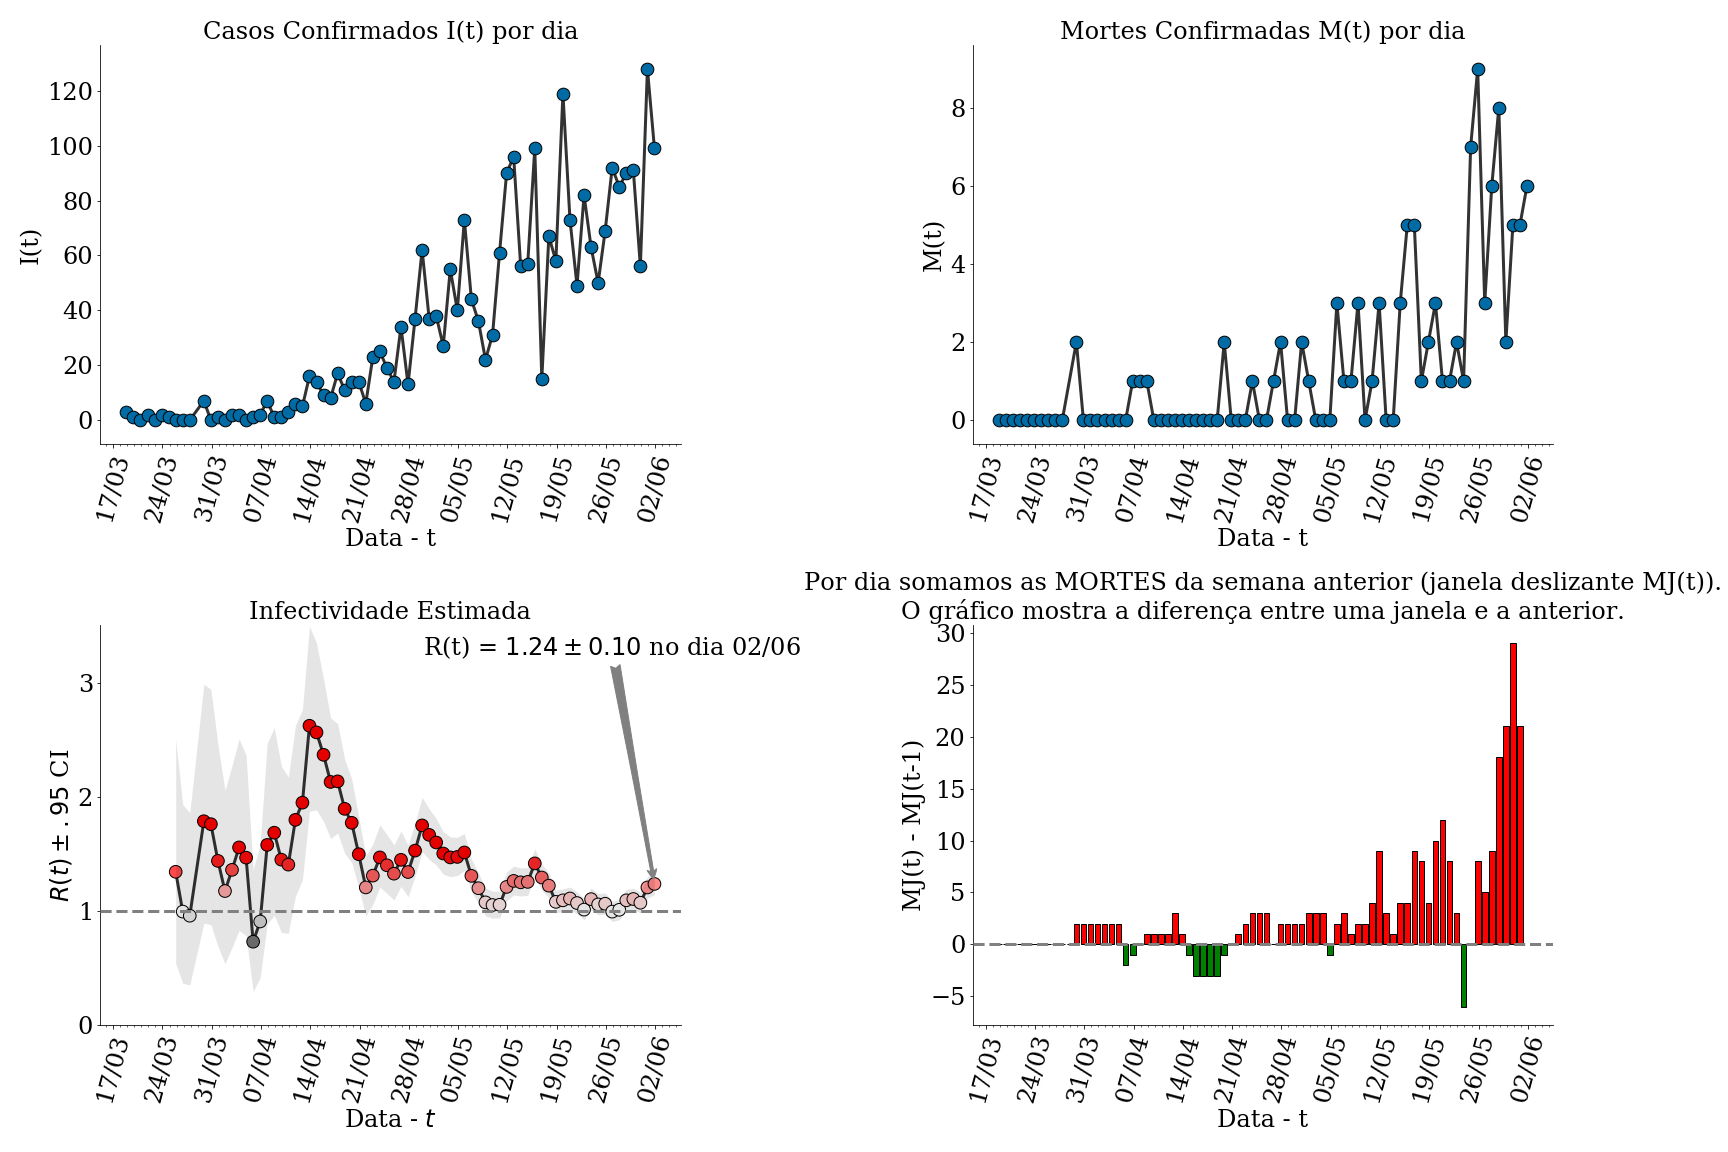 Casos Confirmados I(t) por dia
I(t)
120
100
80
60
40
20
0
17/03 24/03 31/03 07/04 14/04 21/04 28/04 05/05 12/05 19/05 26/05 02/06
Data - t
Mortes Confirmadas M(t) por dia
M(t)
8
6
4
2
0
17/03 24/03 31/03 07/04 14/04 21/04 28/04 05/05 12/05 19/05 26/05 02/06
Data - t
Infectividade Estimada
R(t) = 1.24 ± 0.10 no dia 02/06
R(t) ± .95 CI
3
2
1
0
17/03 24/03 31/03 07/04 14/04 21/04 28/04 05/05 12/05 19/05 26/05 02/06
Data - t
Por dia somamos as MORTES da semana anterior (janela deslizante MJ(t)).
O gráfico mostra a diferença entre uma janela e a anterior.
MJ(t) - MJ(t-1)
30
25
20
15
10
5
0
−5
17/03 24/03 31/03 07/04 14/04 21/04 28/04 05/05 12/05 19/05 26/05 02/06
Data - t